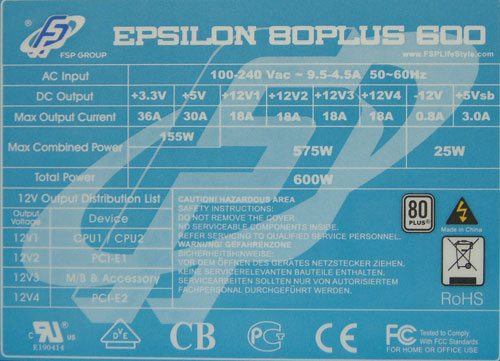 FSP GROUP
EPSILON 80PLUS 600
www.FSPLifeStyle.com
AC Input 100-240 Vac ~ 9.5-4.5A 50~60Hz
DC Output +3.3V +5V +12V1 +12V2 +12V3 +12V4 -12V +5Vsb
Max Output Current 36A 30A 18A 18A 18A 18A 0.8A 3.0A
155W
Max Combined Power 575W 25W
Total Power 600W
12V Output Distribution List
Output Voltage Device
12V1 CPU1 / CPU2
12V2 PCI-E1
12V3 M/B & Accessory
12V4 PCI-E2
CAUTION! HAZARDOUS AREA
SAFETY INSTRUCTIONS:
DO NOT REMOVE THE COVER.
NO SERVICEABLE COMPONENTS INSIDE.
REFER SERVICING TO QUALIFIED SERVICE PERSONNEL.
WARNUNG! GEFAHRENZONE
SICHERHEITSHINWEIS:
VOR DEM ÖFFNEN DES GERÄTES NETZSTECKER ZIEHEN.
KEINE SERVICERELEVANTEN BAUTEILE ENTHALTEN.
SERVICEARBEITEN SOLLTEN NUR VON AUTORISIERTEM
FACHPERSONAL DURCHGEFÜHRT WERDEN.
80
PLUS
Made in China
RoHS
c RU US
E190414
DVE
CB
CE
FC
Tested to Comply
With FCC Standards
FOR HOME OR OFFICE USE